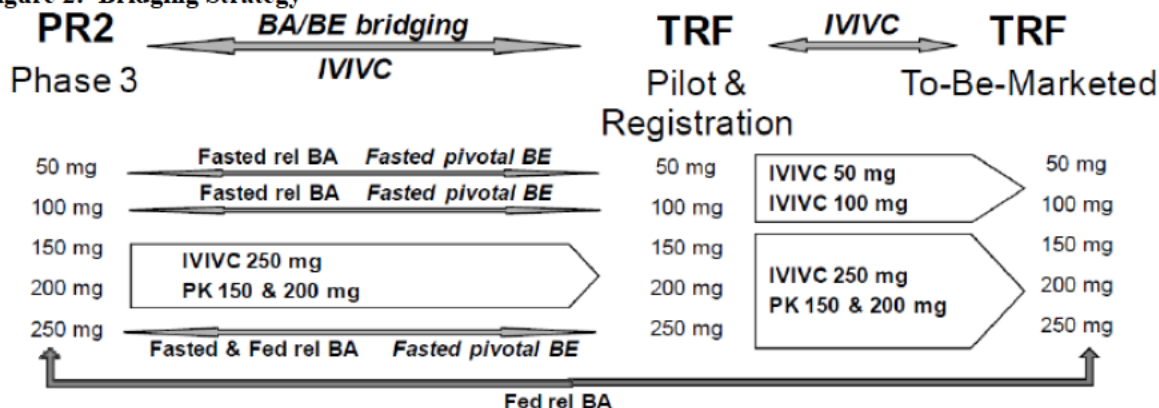 Figure 2: Bridging Strategy
PR2 BA/BE bridging TRF IVIVC TRF
IVIVC
Phase 3 Pilot & To-Be-Marketed
Registration
50 mg Fasted rel BA Fasted pivotal BE 50 mg IVIVC 50 mg 50 mg
100 mg Fasted rel BA Fasted pivotal BE 100 mg IVIVC 100 mg 100 mg
150 mg IVIVC 250 mg 150 mg IVIVC 250 mg 150 mg
200 mg PK 150 & 200 mg 200 mg PK 150 & 200 mg 200 mg
250 mg 250 mg 250 mg
Fasted & Fed rel BA Fasted pivotal BE
Fed rel BA